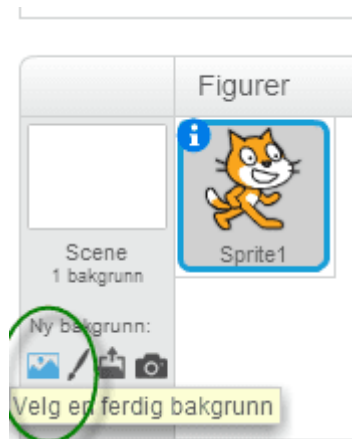 Figurer
i
Sprite1
Scene
1 bakgrunn
Ny bakgrunn:
Velg en ferdig bakgrunn